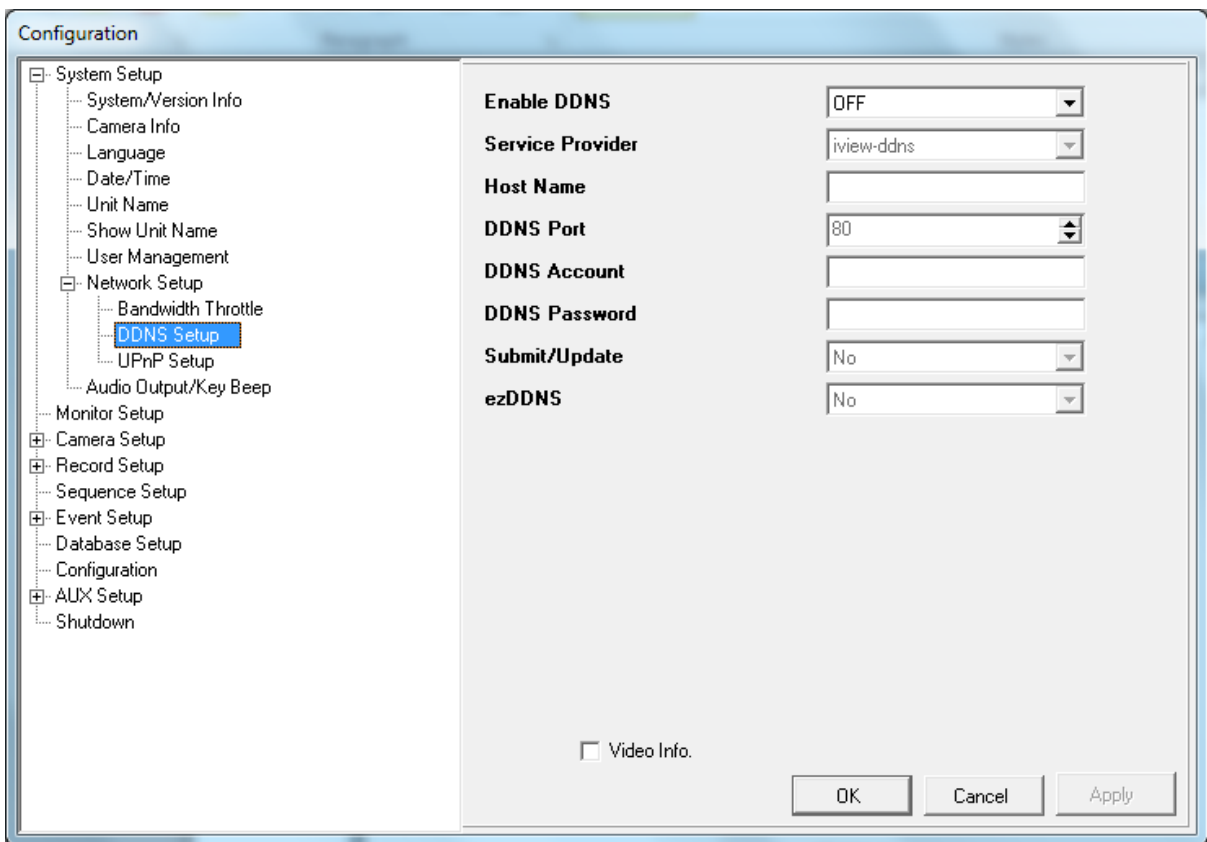 Configuration
System Setup
System/Version Info
Camera Info
Language
Date/Time
Unit Name
Show Unit Name
User Management
Network Setup
Bandwidth Throttle
DDNS Setup
UPnP Setup
Audio Output/Key Beep
Monitor Setup
Camera Setup
Record Setup
Sequence Setup
Event Setup
Database Setup
Configuration
AUX Setup
Shutdown
Enable DDNS OFF
Service Provider iview-ddns
Host Name
DDNS Port 80
DDNS Account
DDNS Password
Submit/Update No
ezDDNS No
Video Info.
OK Cancel Apply